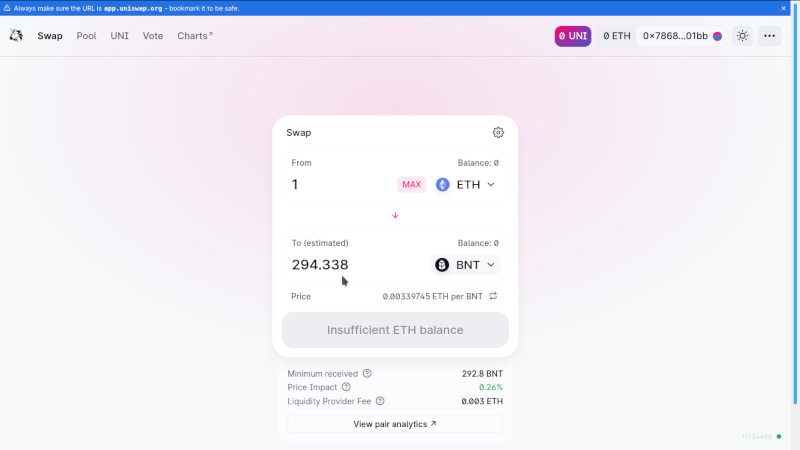 Always make sure the URL is app.uniswap.org - bookmark it to be safe.
Swap Pool UNI Vote Charts↗ 0 UNI 0 ETH 0x7868...01bb
Swap
From Balance: 0
1 MAX ETH
To (estimated) Balance: 0
294.338 BNT
Price 0.00339745 ETH per BNT
Insufficient ETH balance
Minimum received 292.8 BNT
Price Impact 0.26%
Liquidity Provider Fee 0.003 ETH
View pair analytics ↗